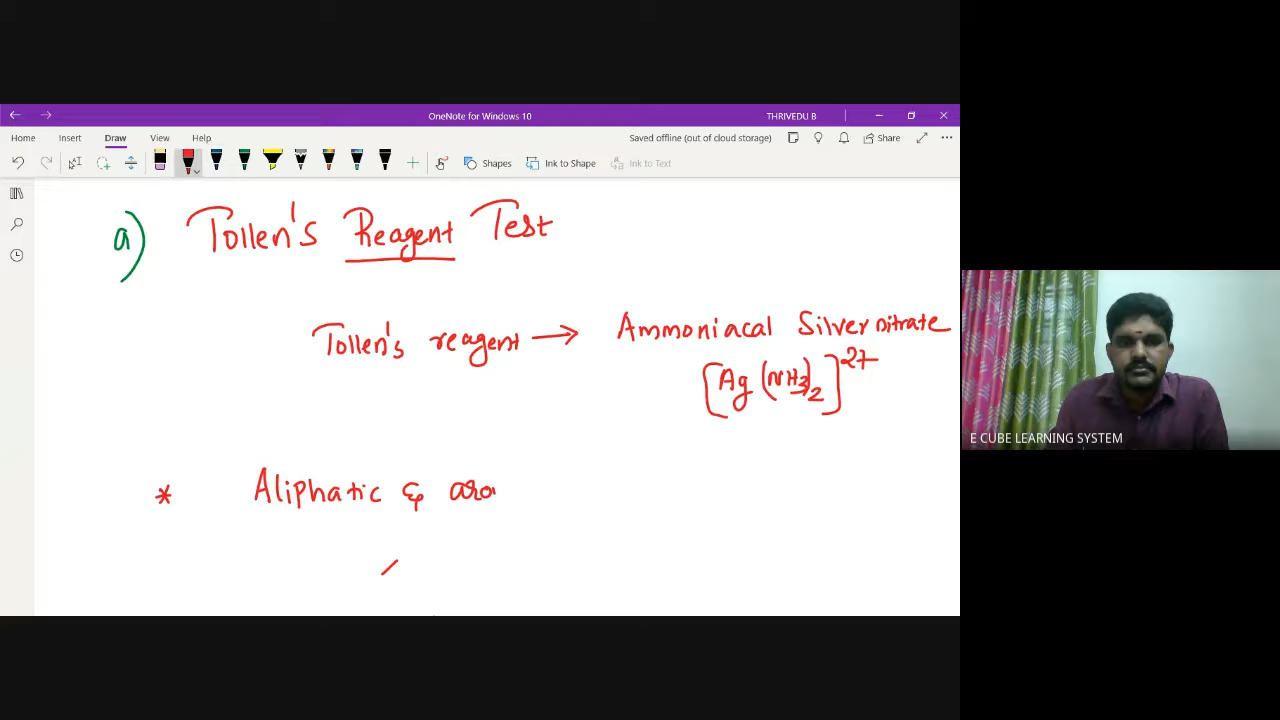 OneNote for Windows 10
THRIVEDU B
Home Insert Draw View Help
Saved offline (out of cloud storage)
Share
Shapes
Ink to Shape
Ink to Text
a) Tollen's Reagent Test
Tollen's reagent → Ammoniacal Silver nitrate
[Ag(NH3)2]2+
* Aliphatic & aro
E CUBE LEARNING SYSTEM